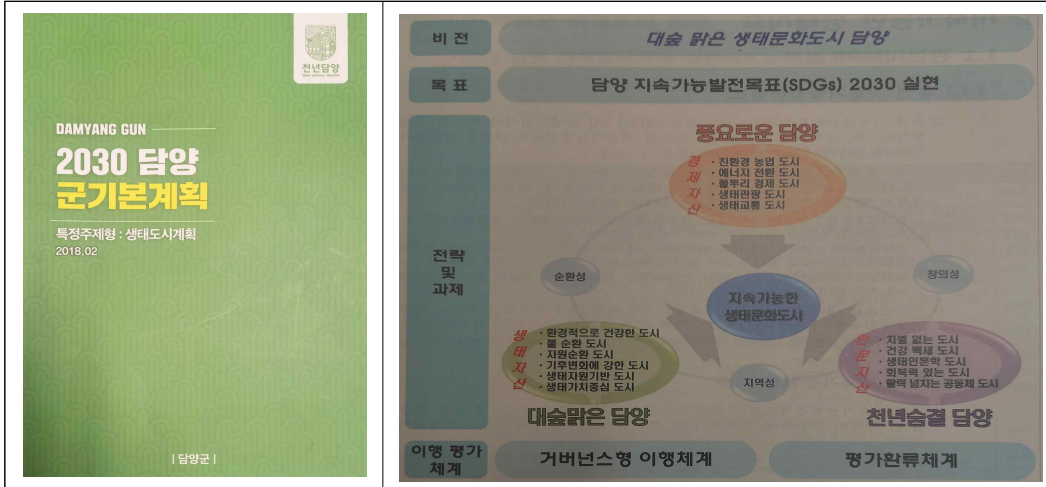 천년담양
DAMYANG GUN
2030 담양
군기본계획
특정주제형 : 생태도시계획
2018.02
| 담양군 |
비 전
대숲 맑은 생태문화도시 담양
목 표
담양 지속가능발전목표(SDGs) 2030 실현
전략
및
과제
풍요로운 담양
경제자산
· 친환경 농업 도시
· 에너지 전환 도시
· 풀뿌리 경제 도시
· 생태관광 도시
· 생태교통 도시
순환성
창의성
지속가능한
생태문화도시
생태자산
· 환경적으로 건강한 도시
· 물 순환 도시
· 자원순환 도시
· 기후변화에 강한 도시
· 생태자원기반 도시
· 생태가치중심 도시
대숲맑은 담양
지역성
인문자산
· 차별 없는 도시
· 건강 백세 도시
· 생태인문학 도시
· 회복력 있는 도시
· 활력 넘치는 공동체 도시
천년숨결 담양
이행 평가
체계
거버넌스형 이행체계
평가환류체계